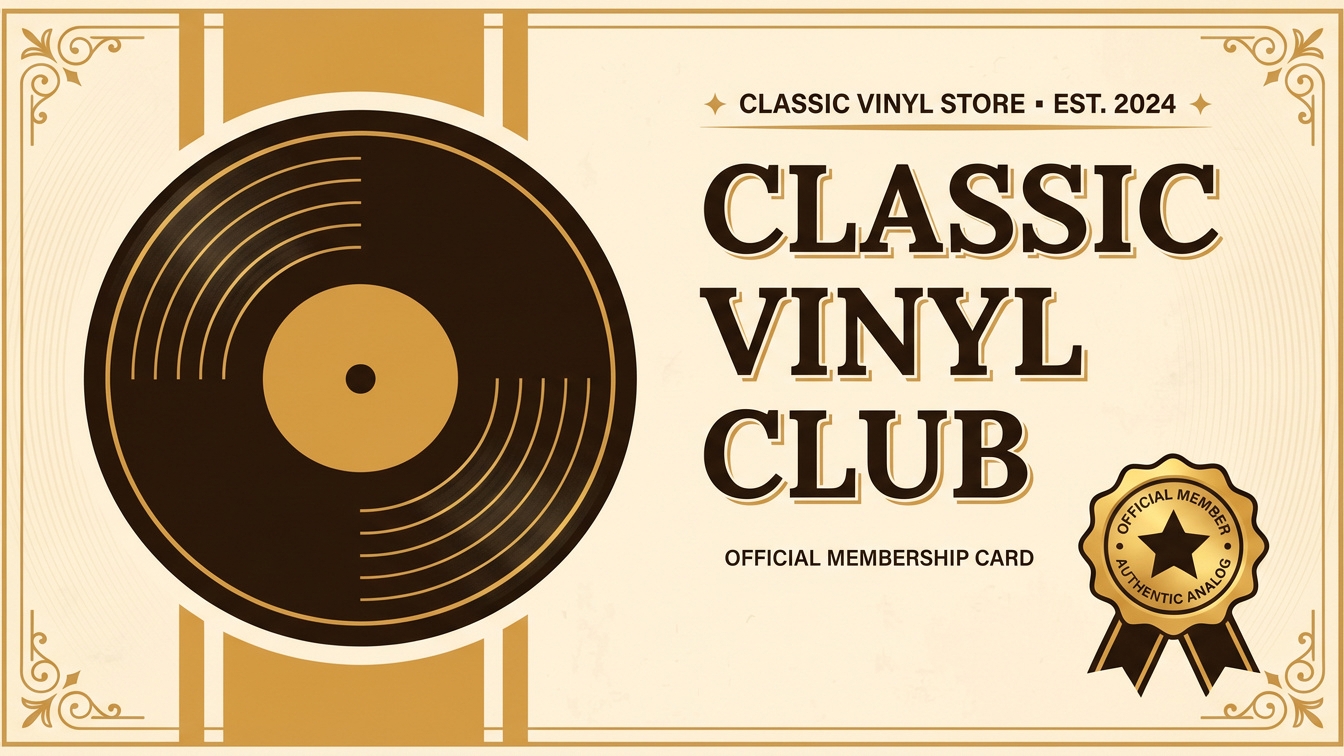 CLASSIC VINYL STORE ▪ EST. 2024
CLASSIC
VINYL
CLUB
OFFICIAL MEMBERSHIP CARD
OFFICIAL MEMBER
AUTHENTIC ANALOG